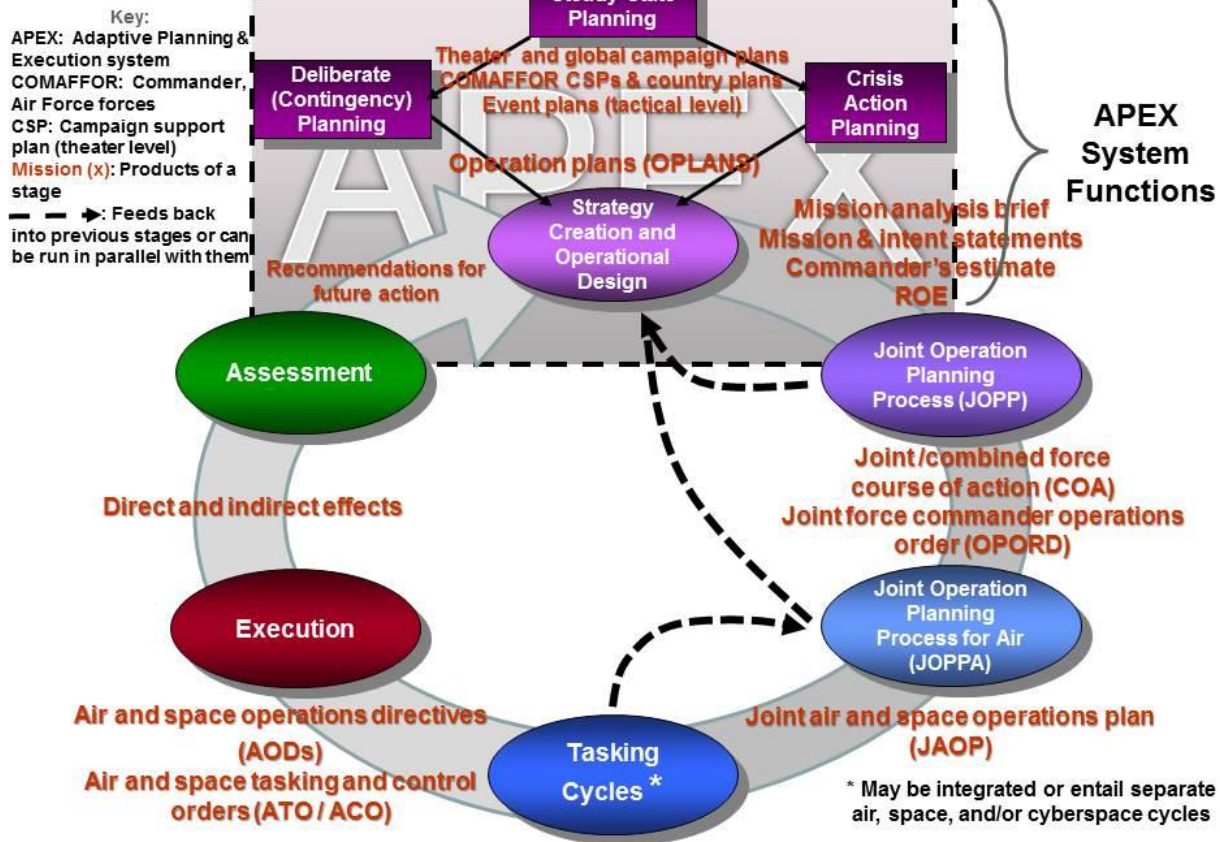 Planning
Key:
APEX: Adaptive Planning &
Execution system
COMAFFOR: Commander,
Air Force forces
CSP: Campaign support
plan (theater level)
Mission (x): Products of a
stage
: Feeds back
into previous stages or can
be run in parallel with them
APEX
Theater and global campaign plans
COMAFFOR CSPs & country plans
Event plans (tactical level)
Deliberate
(Contingency)
Planning
Crisis
Action
Planning
APEX
System
Functions
Operation plans (OPLANS)
Strategy
Creation and
Operational
Design
Mission analysis brief
Mission & intent statements
Commander's estimate
ROE
Recommendations for
future action
Assessment
Joint Operation
Planning
Process (JOPP)
Joint /combined force
course of action (COA)
Joint force commander operations
order (OPORD)
Direct and indirect effects
Execution
Joint Operation
Planning
Process for Air
(JOPPA)
Air and space operations directives
(AODs)
Air and space tasking and control
orders (ATO / ACO)
Tasking
Cycles *
Joint air and space operations plan
(JAOP)
* May be integrated or entail separate
air, space, and/or cyberspace cycles